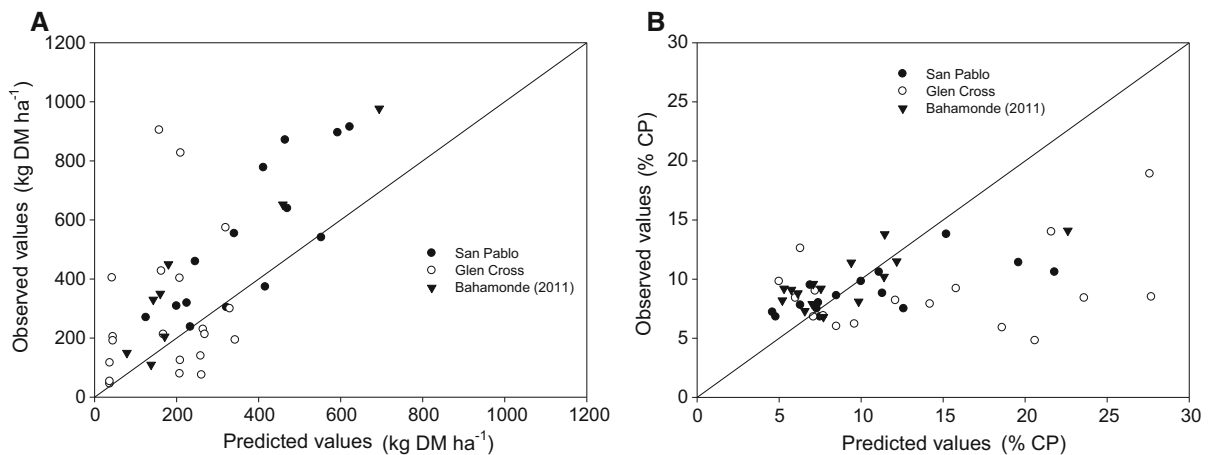 A
1200
1000
800
600
400
200
0
Observed values (kg DM ha⁻¹)
San Pablo
Glen Cross
Bahamonde (2011)
0 200 400 600 800 1000 1200
Predicted values (kg DM ha⁻¹)
B
30
25
20
15
10
5
0
Observed values (% CP)
San Pablo
Glen Cross
Bahamonde (2011)
0 5 10 15 20 25 30
Predicted values (% CP)